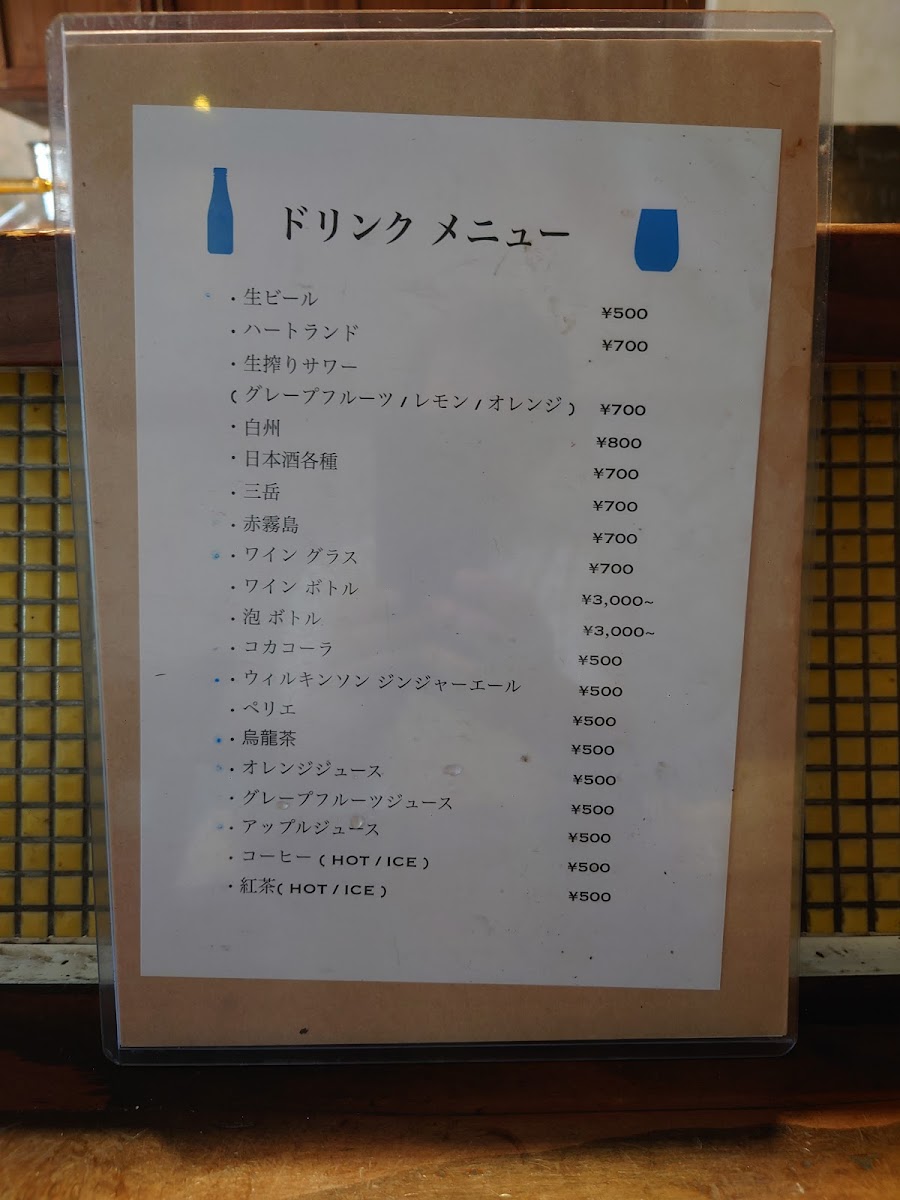 ドリンク メニュー
・生ビール ¥500
・ハートランド ¥700
・生搾りサワー
( グレープフルーツ / レモン / オレンジ ) ¥700
・白州 ¥800
・日本酒各種 ¥700
・三岳 ¥700
・赤霧島 ¥700
・ワイン グラス ¥700
・ワイン ボトル ¥3,000~
・泡 ボトル ¥3,000~
・コカコーラ ¥500
・ウィルキンソン ジンジャーエール ¥500
・ペリエ ¥500
・烏龍茶 ¥500
・オレンジジュース ¥500
・グレープフルーツジュース ¥500
・アップルジュース ¥500
・コーヒー ( HOT / ICE ) ¥500
・紅茶( HOT / ICE ) ¥500